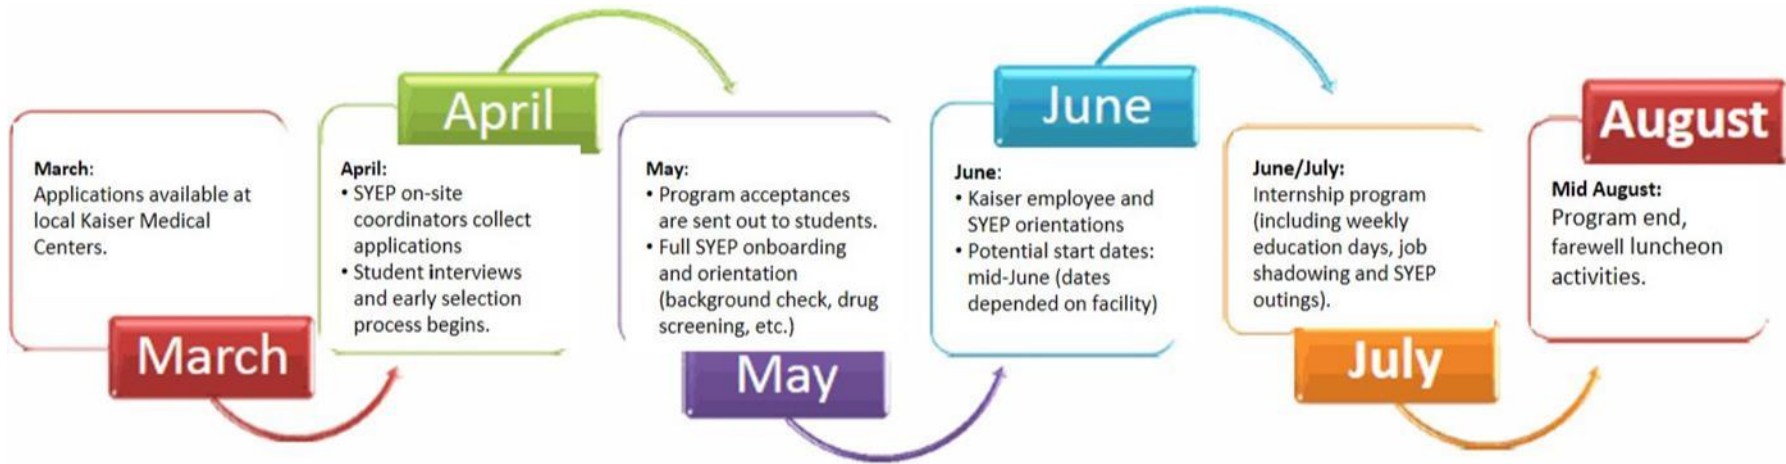 March:
Applications available at
local Kaiser Medical
Centers.
March
April
April:
• SYEP on-site
coordinators collect
applications
• Student interviews
and early selection
process begins.
May:
• Program acceptances
are sent out to students.
• Full SYEP onboarding
and orientation
(background check, drug
screening, etc.)
May
June
June:
• Kaiser employee and
SYEP orientations
• Potential start dates:
mid-June (dates
depended on facility)
June/July:
Internship program
(including weekly
education days, job
shadowing and SYEP
outings).
July
August
Mid August:
Program end,
farewell luncheon
activities.